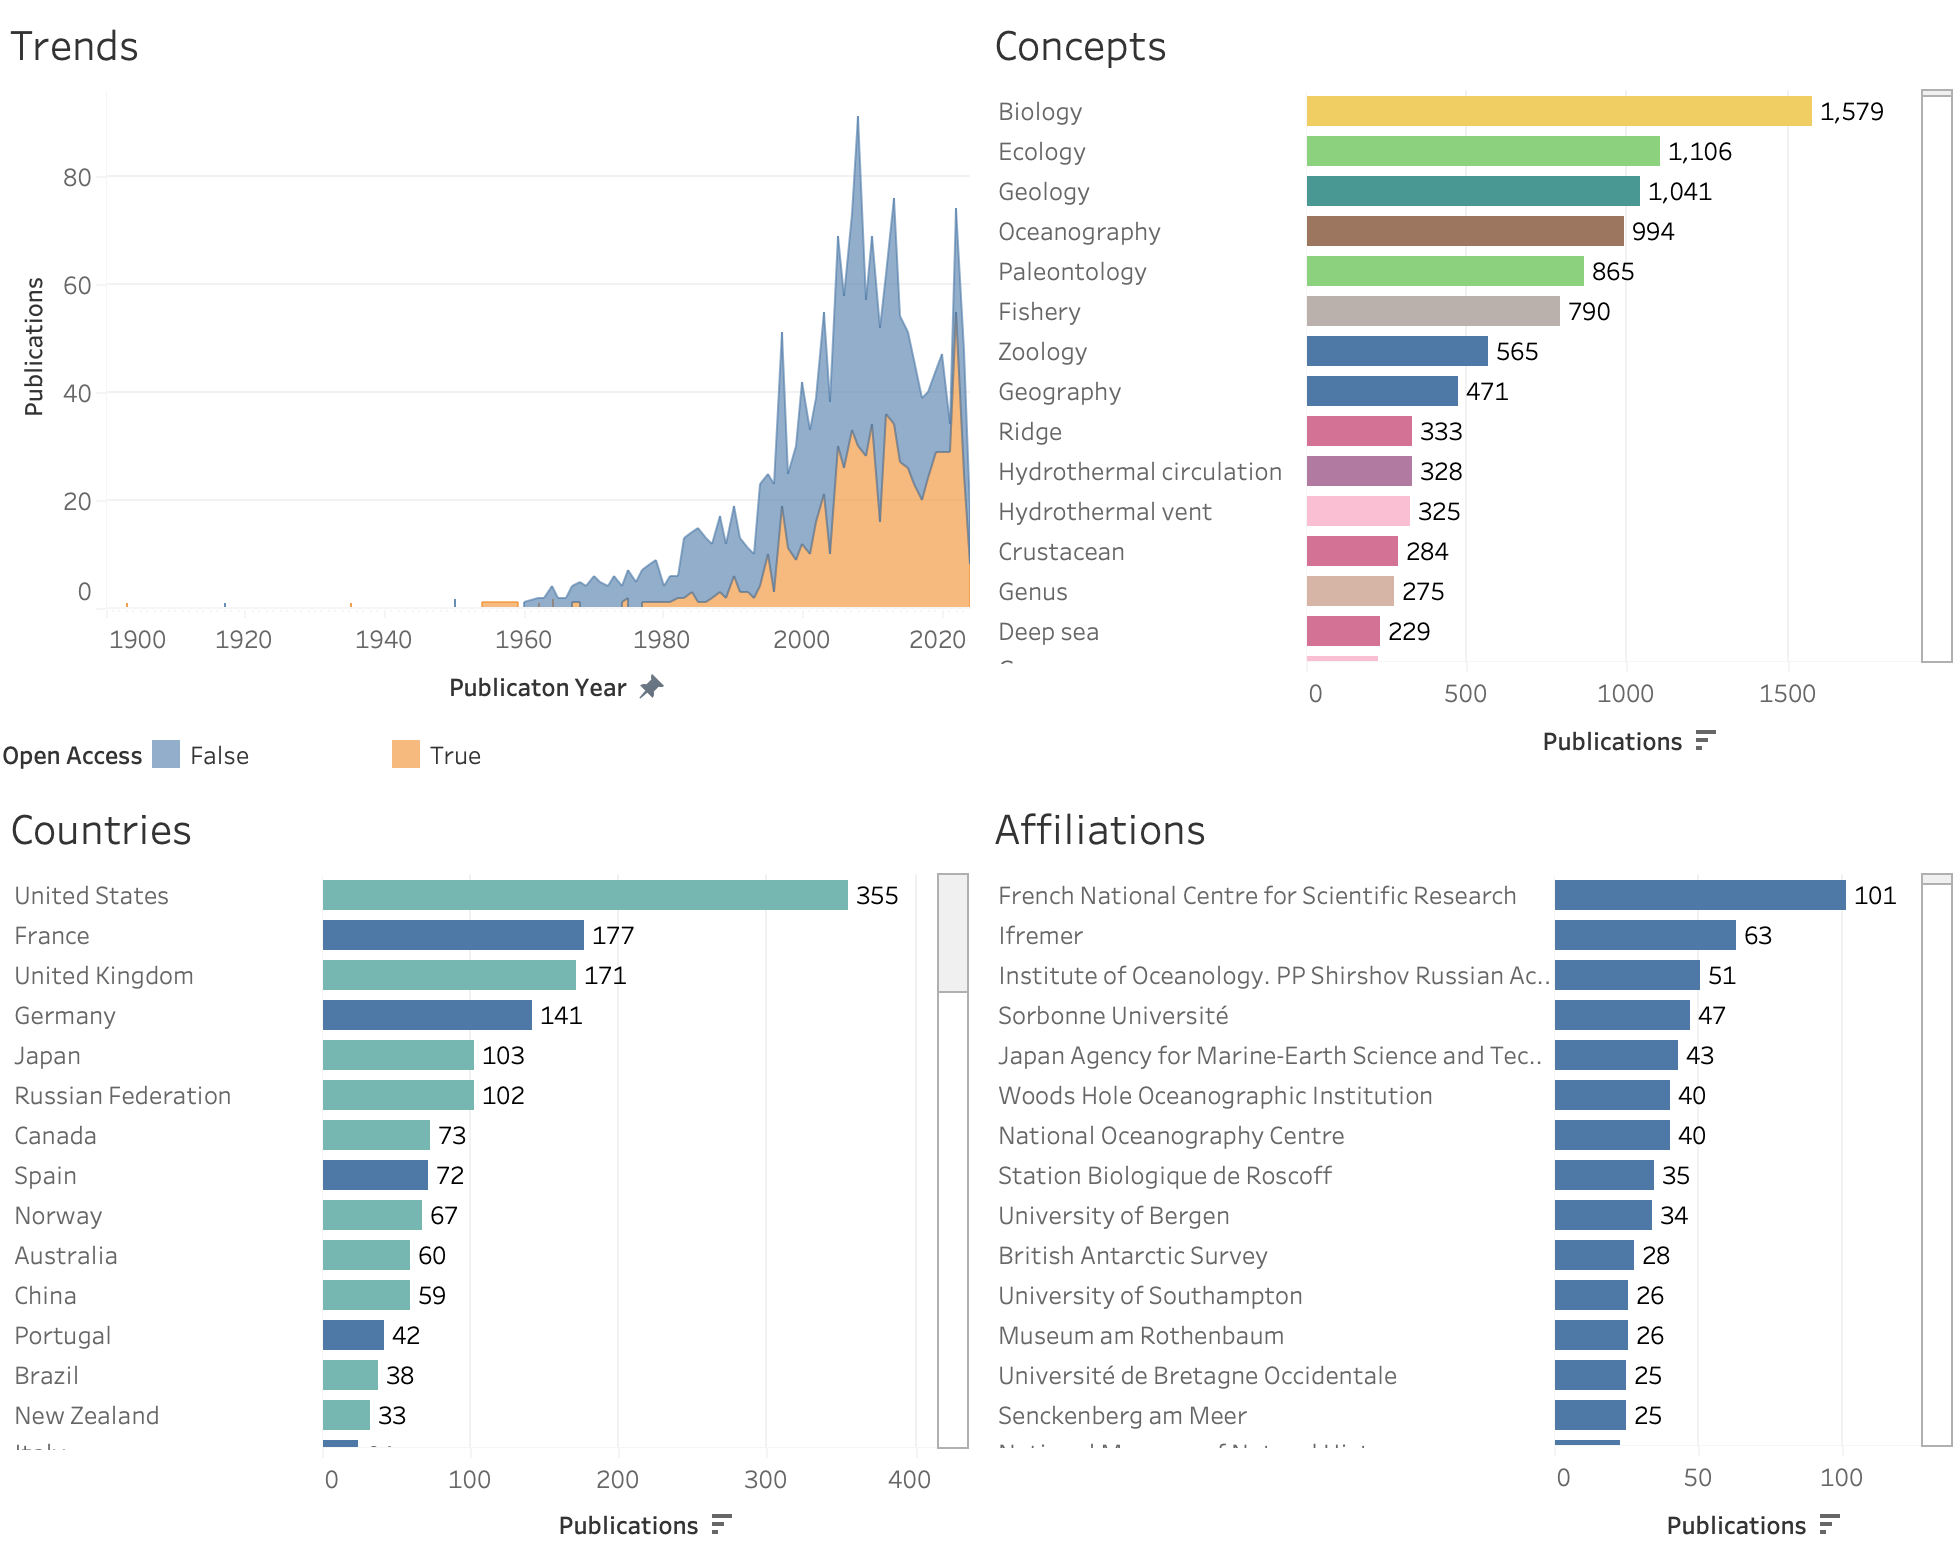 Trends
Publications
80
60
40
20
0
1900 1920 1940 1960 1980 2000 2020
Publicaton Year
Open Access False True
Concepts
Biology 1,579
Ecology 1,106
Geology 1,041
Oceanography 994
Paleontology 865
Fishery 790
Zoology 565
Geography 471
Ridge 333
Hydrothermal circulation 328
Hydrothermal vent 325
Crustacean 284
Genus 275
Deep sea 229
0 500 1000 1500
Publications
Countries
United States 355
France 177
United Kingdom 171
Germany 141
Japan 103
Russian Federation 102
Canada 73
Spain 72
Norway 67
Australia 60
China 59
Portugal 42
Brazil 38
New Zealand 33
Italy
0 100 200 300 400
Publications
Affiliations
French National Centre for Scientific Research 101
Ifremer 63
Institute of Oceanology. PP Shirshov Russian Ac.. 51
Sorbonne Université 47
Japan Agency for Marine-Earth Science and Tec.. 43
Woods Hole Oceanographic Institution 40
National Oceanography Centre 40
Station Biologique de Roscoff 35
University of Bergen 34
British Antarctic Survey 28
University of Southampton 26
Museum am Rothenbaum 26
Université de Bretagne Occidentale 25
Senckenberg am Meer 25
0 50 100
Publications